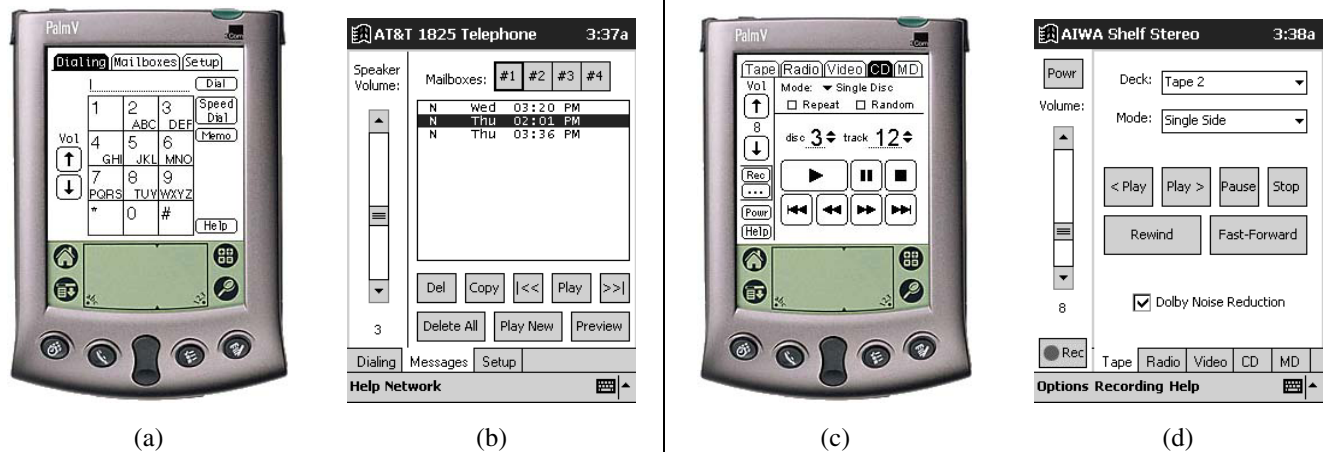 PalmV
3Com
Dialing Mailboxes Setup
Dial
1 2 3 Speed
ABC DEF Dial
Vol 4 5 6 Memo
GHI JKL MNO
7 8 9
PQRS TUV WXYZ
* 0 #
Help
(a)
AT&T 1825 Telephone 3:37a
Speaker
Volume:
Mailboxes: #1 #2 #3 #4
N Wed 03:20 PM
N Thu 02:01 PM
N Thu 03:36 PM
Del Copy |<< Play >>|
3 Delete All Play New Preview
Dialing Messages Setup
Help Network
(b)
PalmV
3Com
Tape Radio Video CD MD
Vol Mode: Single Disc
Repeat Random
8 disc 3 track 12
Rec
...
Powr
Help
(c)
AIWA Shelf Stereo 3:38a
Powr Deck: Tape 2
Volume:
Mode: Single Side
< Play Play > Pause Stop
Rewind Fast-Forward
8 Dolby Noise Reduction
Rec
Tape Radio Video CD MD
Options Recording Help
(d)